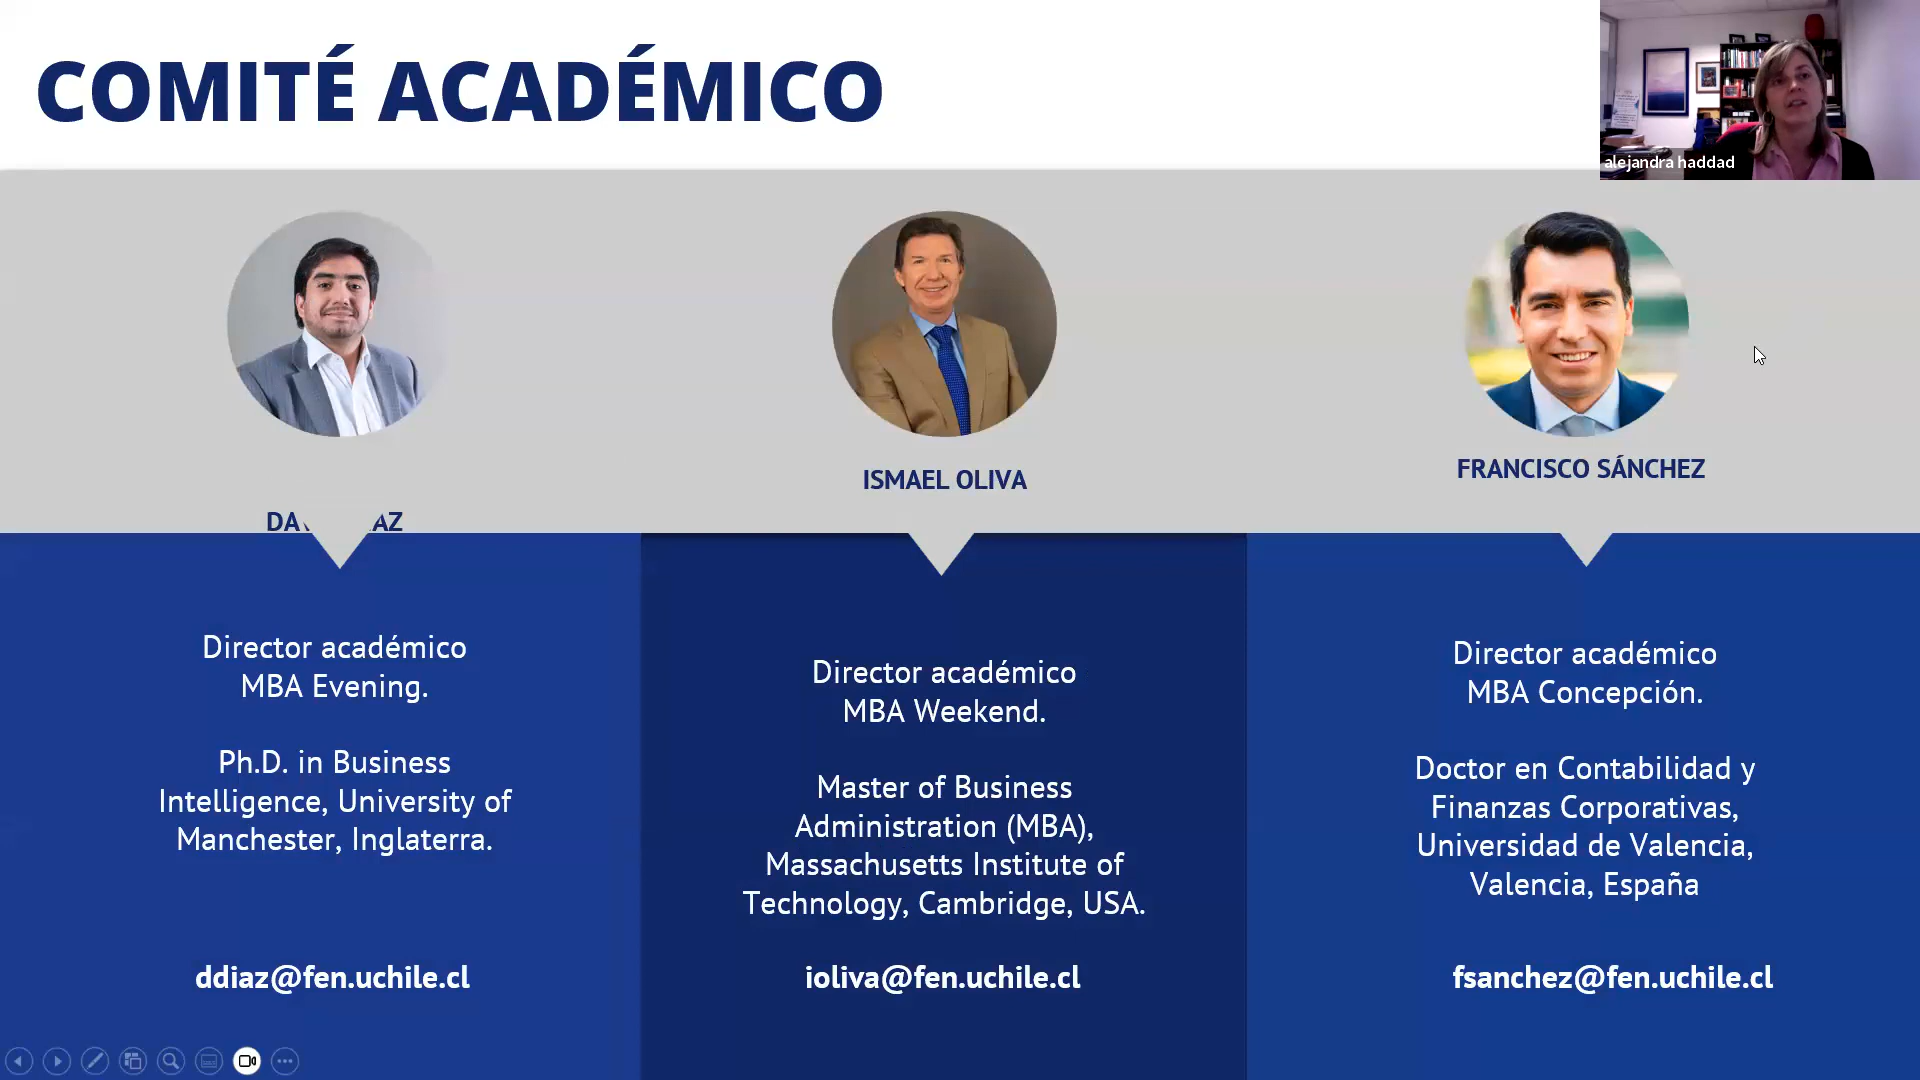 COMITÉ ACADÉMICO
alejandra haddad
ISMAEL OLIVA
FRANCISCO SÁNCHEZ
Director académico
MBA Evening.
Ph.D. in Business
Intelligence, University of
Manchester, Inglaterra.
ddiaz@fen.uchile.cl
Director académico
MBA Weekend.
Master of Business
Administration (MBA),
Massachusetts Institute of
Technology, Cambridge, USA.
ioliva@fen.uchile.cl
Director académico
MBA Concepción.
Doctor en Contabilidad y
Finanzas Corporativas,
Universidad de Valencia,
Valencia, España
fsanchez@fen.uchile.cl